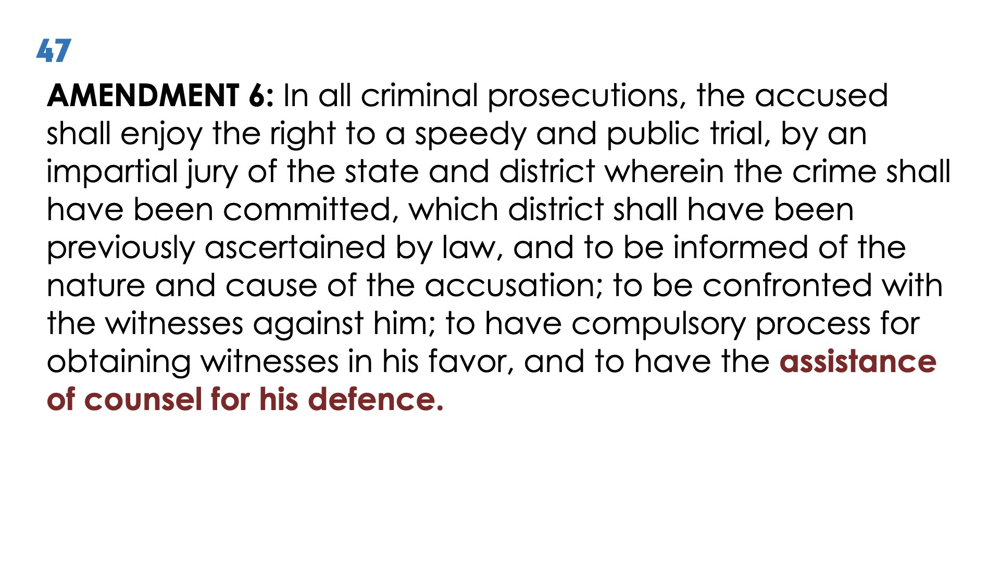 47
AMENDMENT 6: In all criminal prosecutions, the accused
shall enjoy the right to a speedy and public trial, by an
impartial jury of the state and district wherein the crime shall
have been committed, which district shall have been
previously ascertained by law, and to be informed of the
nature and cause of the accusation; to be confronted with
the witnesses against him; to have compulsory process for
obtaining witnesses in his favor, and to have the assistance
of counsel for his defence.